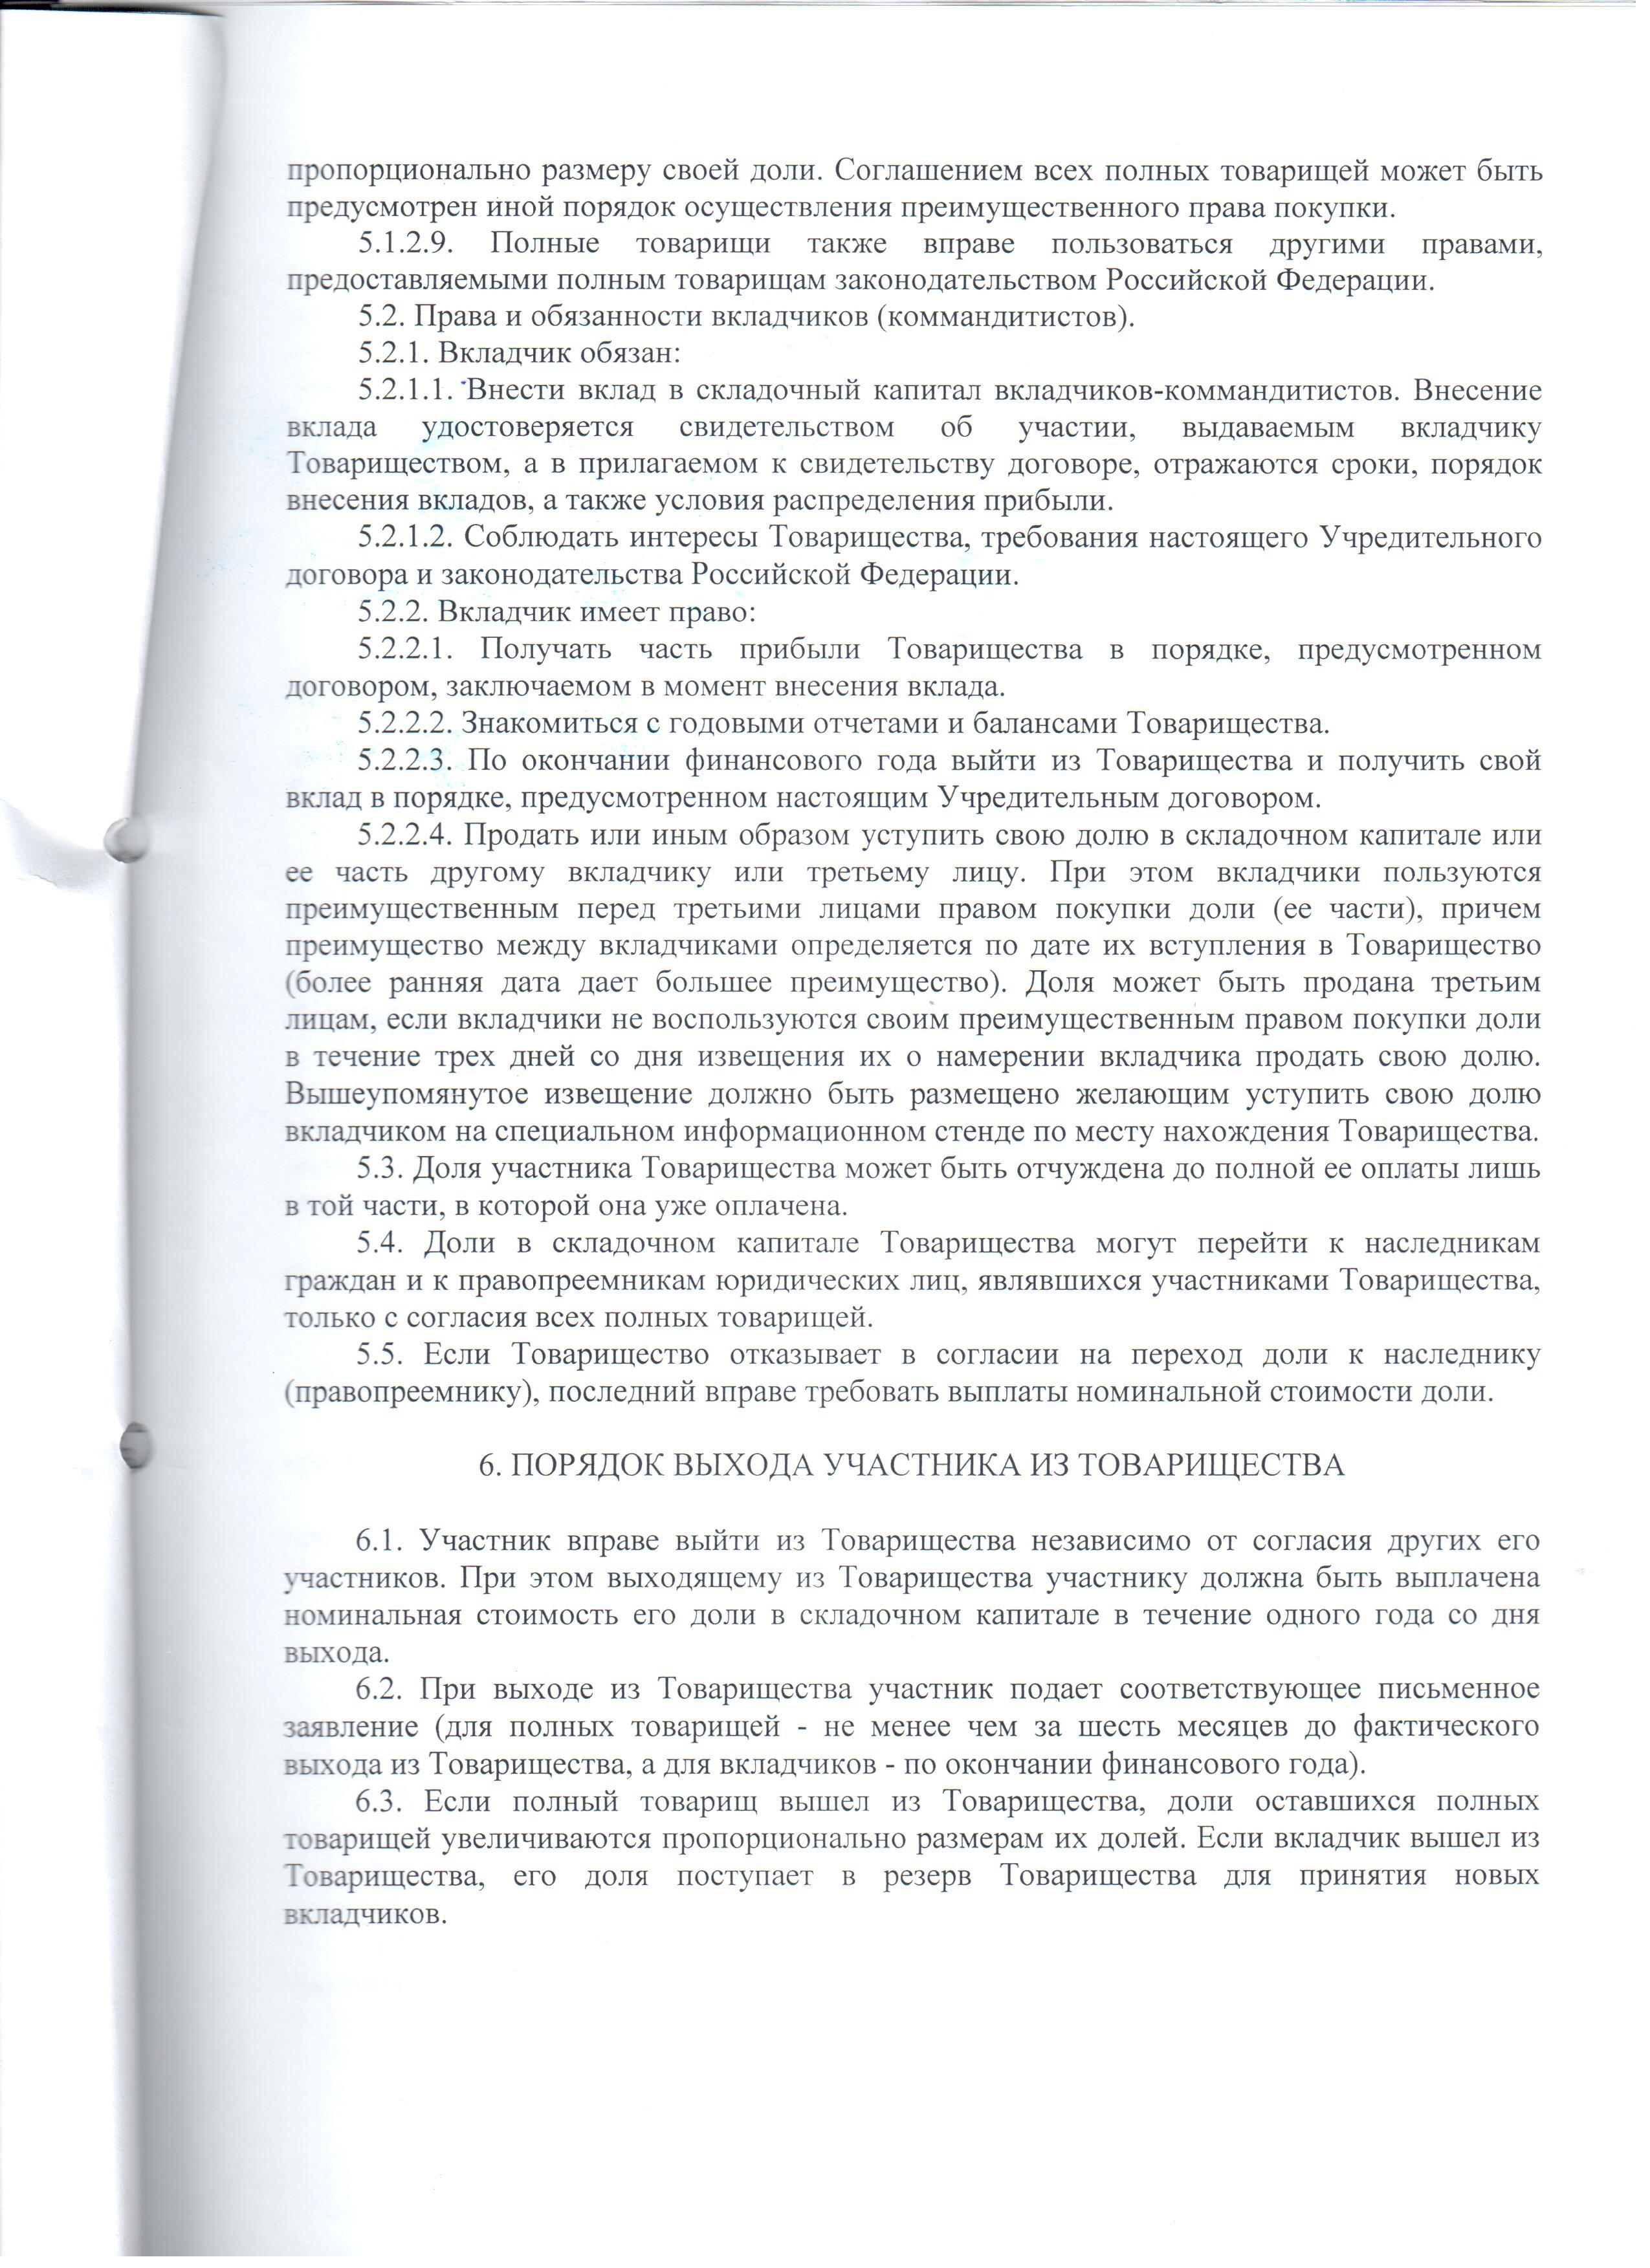 пропорционально размеру своей доли. Соглашением всех полных товарищей может быть
предусмотрен иной порядок осуществления преимущественного права покупки.
5.1.2.9. Полные товарищи также вправе пользоваться другими правами,
предоставляемыми полным товарищам законодательством Российской Федерации.
5.2. Права и обязанности вкладчиков (коммандитистов).
5.2.1. Вкладчик обязан:
5.2.1.1. Внести вклад в складочный капитал вкладчиков-коммандитистов. Внесение
вклада удостоверяется свидетельством об участии, выдаваемым вкладчику
Товариществом, а в прилагаемом к свидетельству договоре, отражаются сроки, порядок
внесения вкладов, а также условия распределения прибыли.
5.2.1.2. Соблюдать интересы Товарищества, требования настоящего Учредительного
договора и законодательства Российской Федерации.
5.2.2. Вкладчик имеет право:
5.2.2.1. Получать часть прибыли Товарищества в порядке, предусмотренном
договором, заключаемом в момент внесения вклада.
5.2.2.2. Знакомиться с годовыми отчетами и балансами Товарищества.
5.2.2.3. По окончании финансового года выйти из Товарищества и получить свой
вклад в порядке, предусмотренном настоящим Учредительным договором.
5.2.2.4. Продать или иным образом уступить свою долю в складочном капитале или
ее часть другому вкладчику или третьему лицу. При этом вкладчики пользуются
преимущественным перед третьими лицами правом покупки доли (ее части), причем
преимущество между вкладчиками определяется по дате их вступления в Товарищество
(более ранняя дата дает большее преимущество). Доля может быть продана третьим
лицам, если вкладчики не воспользуются своим преимущественным правом покупки доли
в течение трех дней со дня извещения их о намерении вкладчика продать свою долю.
Вышеупомянутое извещение должно быть размещено желающим уступить свою долю
вкладчиком на специальном информационном стенде по месту нахождения Товарищества.
5.3. Доля участника Товарищества может быть отчуждена до полной ее оплаты лишь
в той части, в которой она уже оплачена.
5.4. Доли в складочном капитале Товарищества могут перейти к наследникам
граждан и к правопреемникам юридических лиц, являвшихся участниками Товарищества,
только с согласия всех полных товарищей.
5.5. Если Товарищество отказывает в согласии на переход доли к наследнику
(правопреемнику), последний вправе требовать выплаты номинальной стоимости доли.
6. ПОРЯДОК ВЫХОДА УЧАСТНИКА ИЗ ТОВАРИЩЕСТВА
6.1. Участник вправе выйти из Товарищества независимо от согласия других его
участников. При этом выходящему из Товарищества участнику должна быть выплачена
номинальная стоимость его доли в складочном капитале в течение одного года со дня
выхода.
6.2. При выходе из Товарищества участник подает соответствующее письменное
заявление (для полных товарищей - не менее чем за шесть месяцев до фактического
выхода из Товарищества, а для вкладчиков - по окончании финансового года).
6.3. Если полный товарищ вышел из Товарищества, доли оставшихся полных
товарищей увеличиваются пропорционально размерам их долей. Если вкладчик вышел из
Товарищества, его доля поступает в резерв Товарищества для принятия новых
вкладчиков.